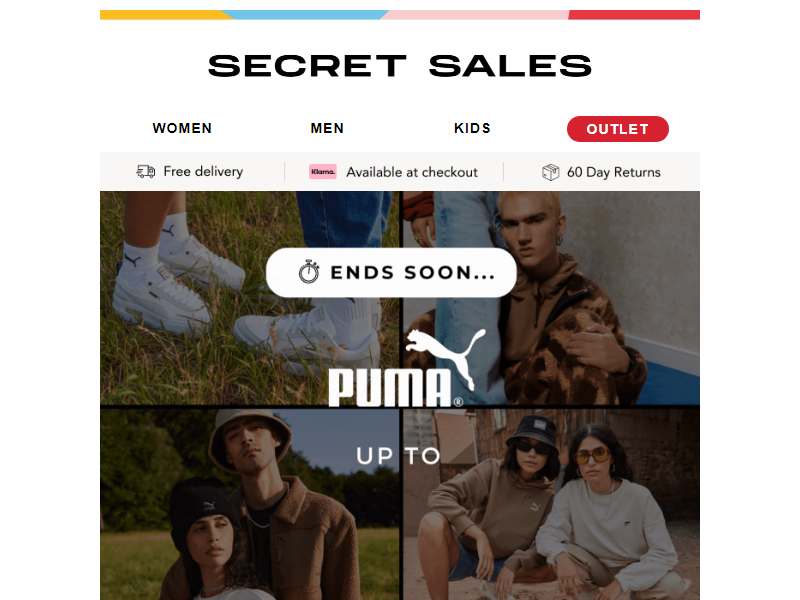 SECRET SALES
WOMEN MEN KIDS OUTLET
Free delivery Klarna. Available at checkout 60 Day Returns
ENDS SOON...
PUMA®
UP TO